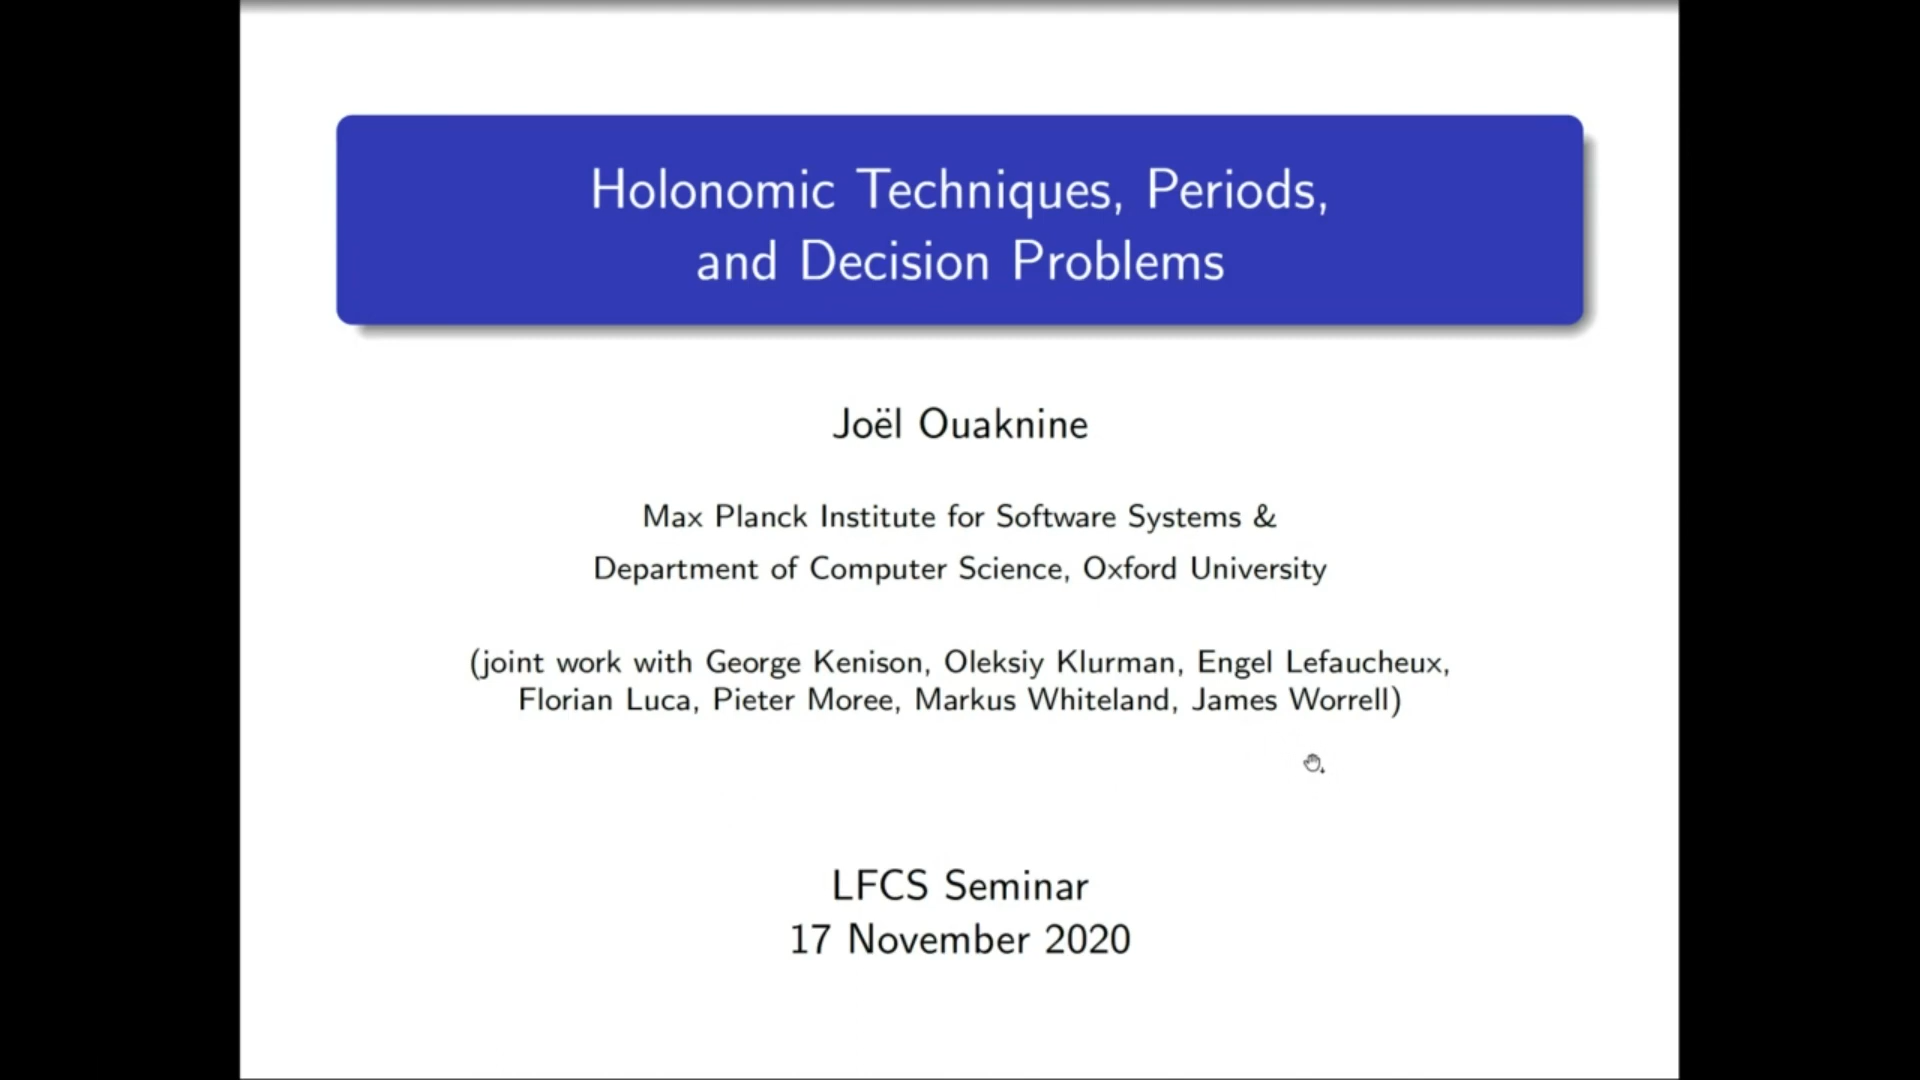 Holonomic Techniques, Periods,
and Decision Problems
Joël Ouaknine
Max Planck Institute for Software Systems &
Department of Computer Science, Oxford University
(joint work with George Kenison, Oleksiy Klurman, Engel Lefaucheux,
Florian Luca, Pieter Moree, Markus Whiteland, James Worrell)
LFCS Seminar
17 November 2020